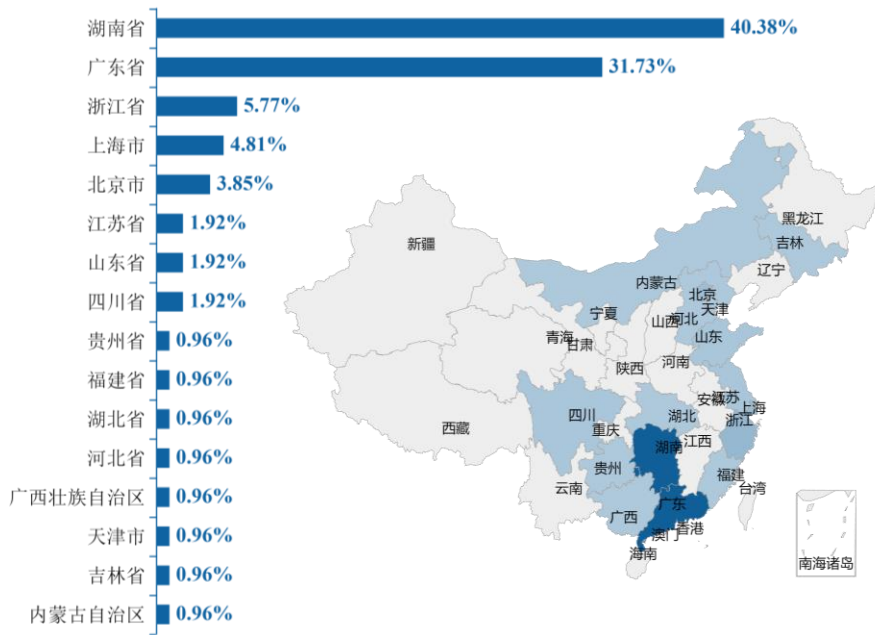 湖南省 40.38%
广东省 31.73%
浙江省 5.77%
上海市 4.81%
北京市 3.85%
江苏省 1.92%
山东省 1.92%
四川省 1.92%
贵州省 0.96%
福建省 0.96%
湖北省 0.96%
河北省 0.96%
广西壮族自治区 0.96%
天津市 0.96%
吉林省 0.96%
内蒙古自治区 0.96%
黑龙江
吉林
新疆
辽宁
内蒙古
北京
天津
宁夏
山西
河北
山东
青海
甘肃
陕西
河南
安徽
江苏
上海
四川
湖北
浙江
重庆
西藏
湖南
江西
贵州
福建
云南
台湾
广西
广东
香港
澳门
海南
南海诸岛